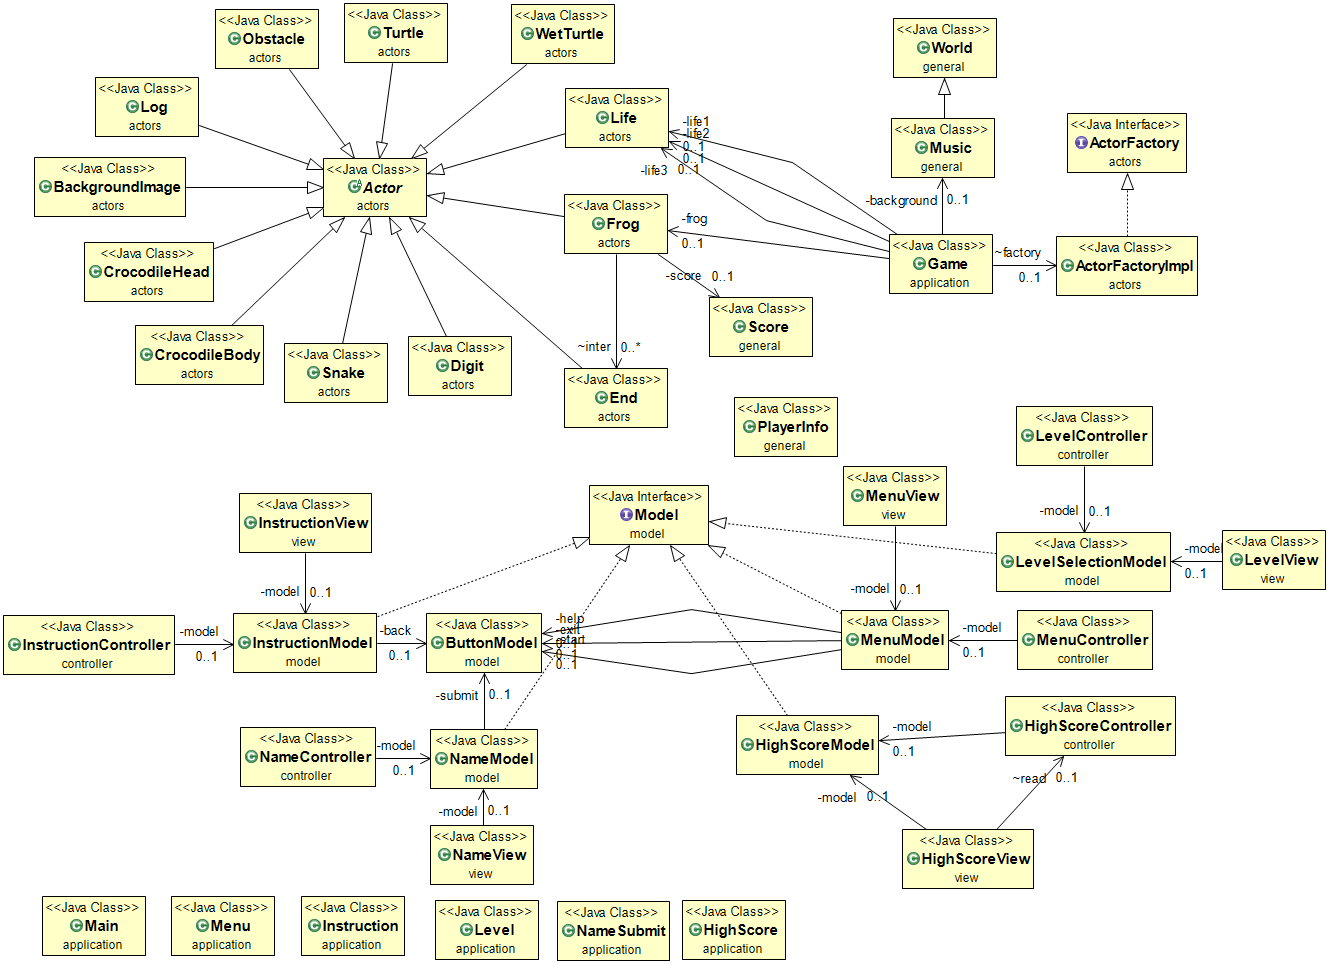 <<Java Class>>
Obstacle
actors
<<Java Class>>
Turtle
actors
<<Java Class>>
WetTurtle
actors
<<Java Class>>
World
general
<<Java Class>>
Log
actors
<<Java Class>>
Life
actors
-life1
-life2
0..1
0..1
-life3
0..1
<<Java Class>>
Music
general
<<Java Interface>>
ActorFactory
actors
<<Java Class>>
BackgroundImage
actors
<<Java Class>>
Actor
actors
-background
0..1
<<Java Class>>
Frog
actors
-frog
0..1
<<Java Class>>
Game
application
~factory
0..1
<<Java Class>>
ActorFactoryImpl
actors
<<Java Class>>
CrocodileHead
actors
-score
0..1
<<Java Class>>
Score
general
<<Java Class>>
CrocodileBody
actors
<<Java Class>>
Snake
actors
<<Java Class>>
Digit
actors
~inter
0..*
<<Java Class>>
End
actors
<<Java Class>>
PlayerInfo
general
<<Java Class>>
LevelController
controller
<<Java Class>>
MenuView
view
<<Java Interface>>
Model
model
<<Java Class>>
InstructionView
view
-model
0..1
<<Java Class>>
LevelSelectionModel
model
-model
0..1
<<Java Class>>
LevelView
view
-model
0..1
-model
0..1
<<Java Class>>
InstructionController
controller
-model
0..1
<<Java Class>>
InstructionModel
model
-back
0..1
<<Java Class>>
ButtonModel
model
-help
-exit
-start
0..1
0..1
0..1
<<Java Class>>
MenuModel
model
-model
0..1
<<Java Class>>
MenuController
controller
-submit
0..1
<<Java Class>>
NameController
controller
-model
0..1
<<Java Class>>
NameModel
model
<<Java Class>>
HighScoreModel
model
-model
0..1
<<Java Class>>
HighScoreController
controller
-model
0..1
~read
0..1
-model
0..1
<<Java Class>>
NameView
view
<<Java Class>>
HighScoreView
view
<<Java Class>>
Main
application
<<Java Class>>
Menu
application
<<Java Class>>
Instruction
application
<<Java Class>>
Level
application
<<Java Class>>
NameSubmit
application
<<Java Class>>
HighScore
application